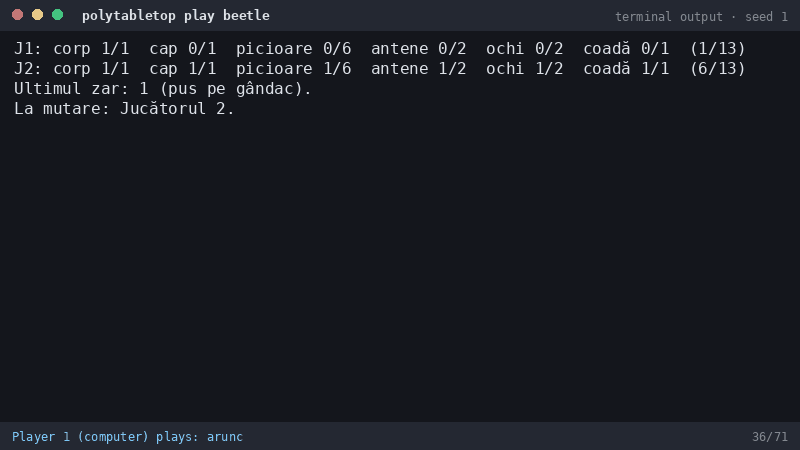 polytabletop play beetle
terminal output · seed 1
J1: corp 1/1  cap 0/1  picioare 0/6  antene 0/2  ochi 0/2  coadă 0/1  (1/13)
J2: corp 1/1  cap 1/1  picioare 1/6  antene 1/2  ochi 1/2  coadă 1/1  (6/13)
Ultimul zar: 1 (pus pe gândac).
La mutare: Jucătorul 2.
Player 1 (computer) plays: arunc
36/71